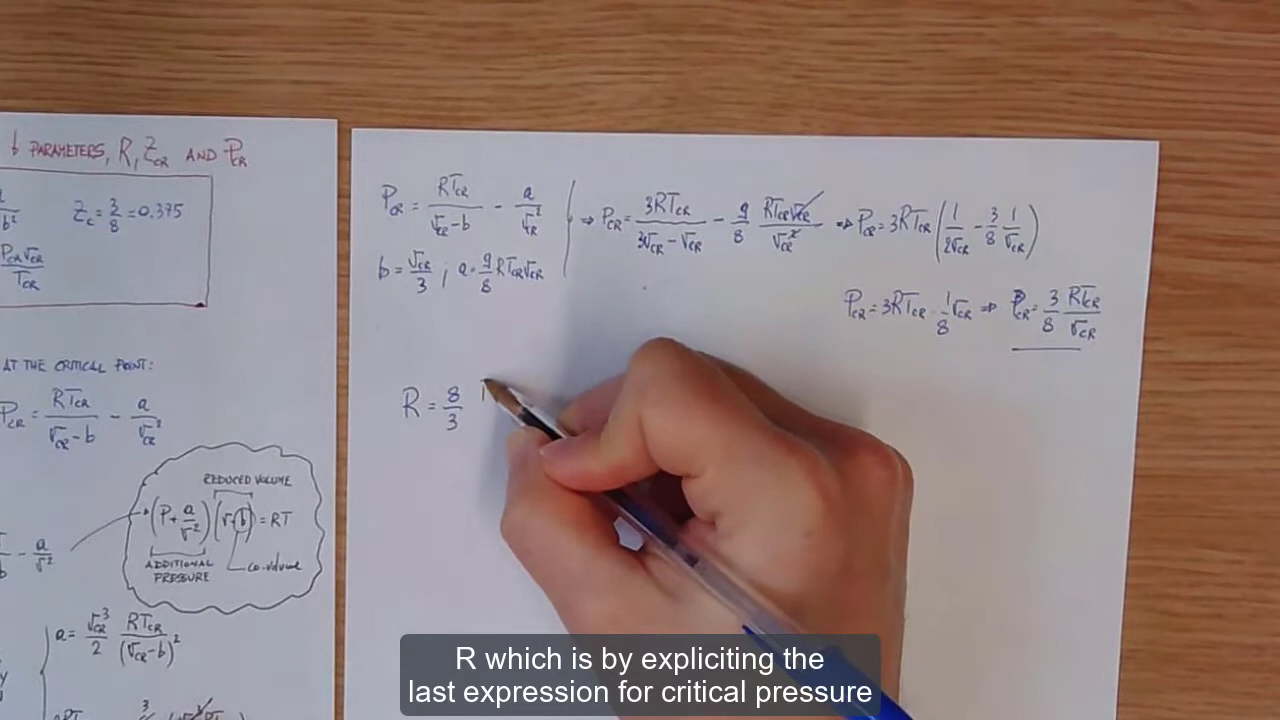 b PARAMETERS, R, Z_CR AND P_CR
b²
Z_C = 3/8 = 0.375
P_CR v_CR / T_CR
AT THE CRITICAL POINT:
P_CR = RT_CR / (v_CR - b) - a / v_CR²
REDUCED VOLUME
(P + a/v²)(v-b) = RT
ADDITIONAL
PRESSURE
co-volume
- a/v²
a = v_CR³/2 RT_CR/(v_CR - b)²
P_CR = RT_CR/(v_CR - b) - a/v_CR² ⇒ P_CR = 3RT_CR/(3v_CR - v_CR) - 9/8 RT_CR v_CR/v_CR² ⇒ P_CR = 3RT_CR (1/2v_CR - 3/8 1/v_CR)
b = v_CR/3 ; a = 9/8 RT_CR v_CR
P_CR = 3RT_CR · 1/8 v_CR ⇒ P_CR = 3/8 RT_CR/v_CR
R = 8/3
R which is by expliciting the
last expression for critical pressure